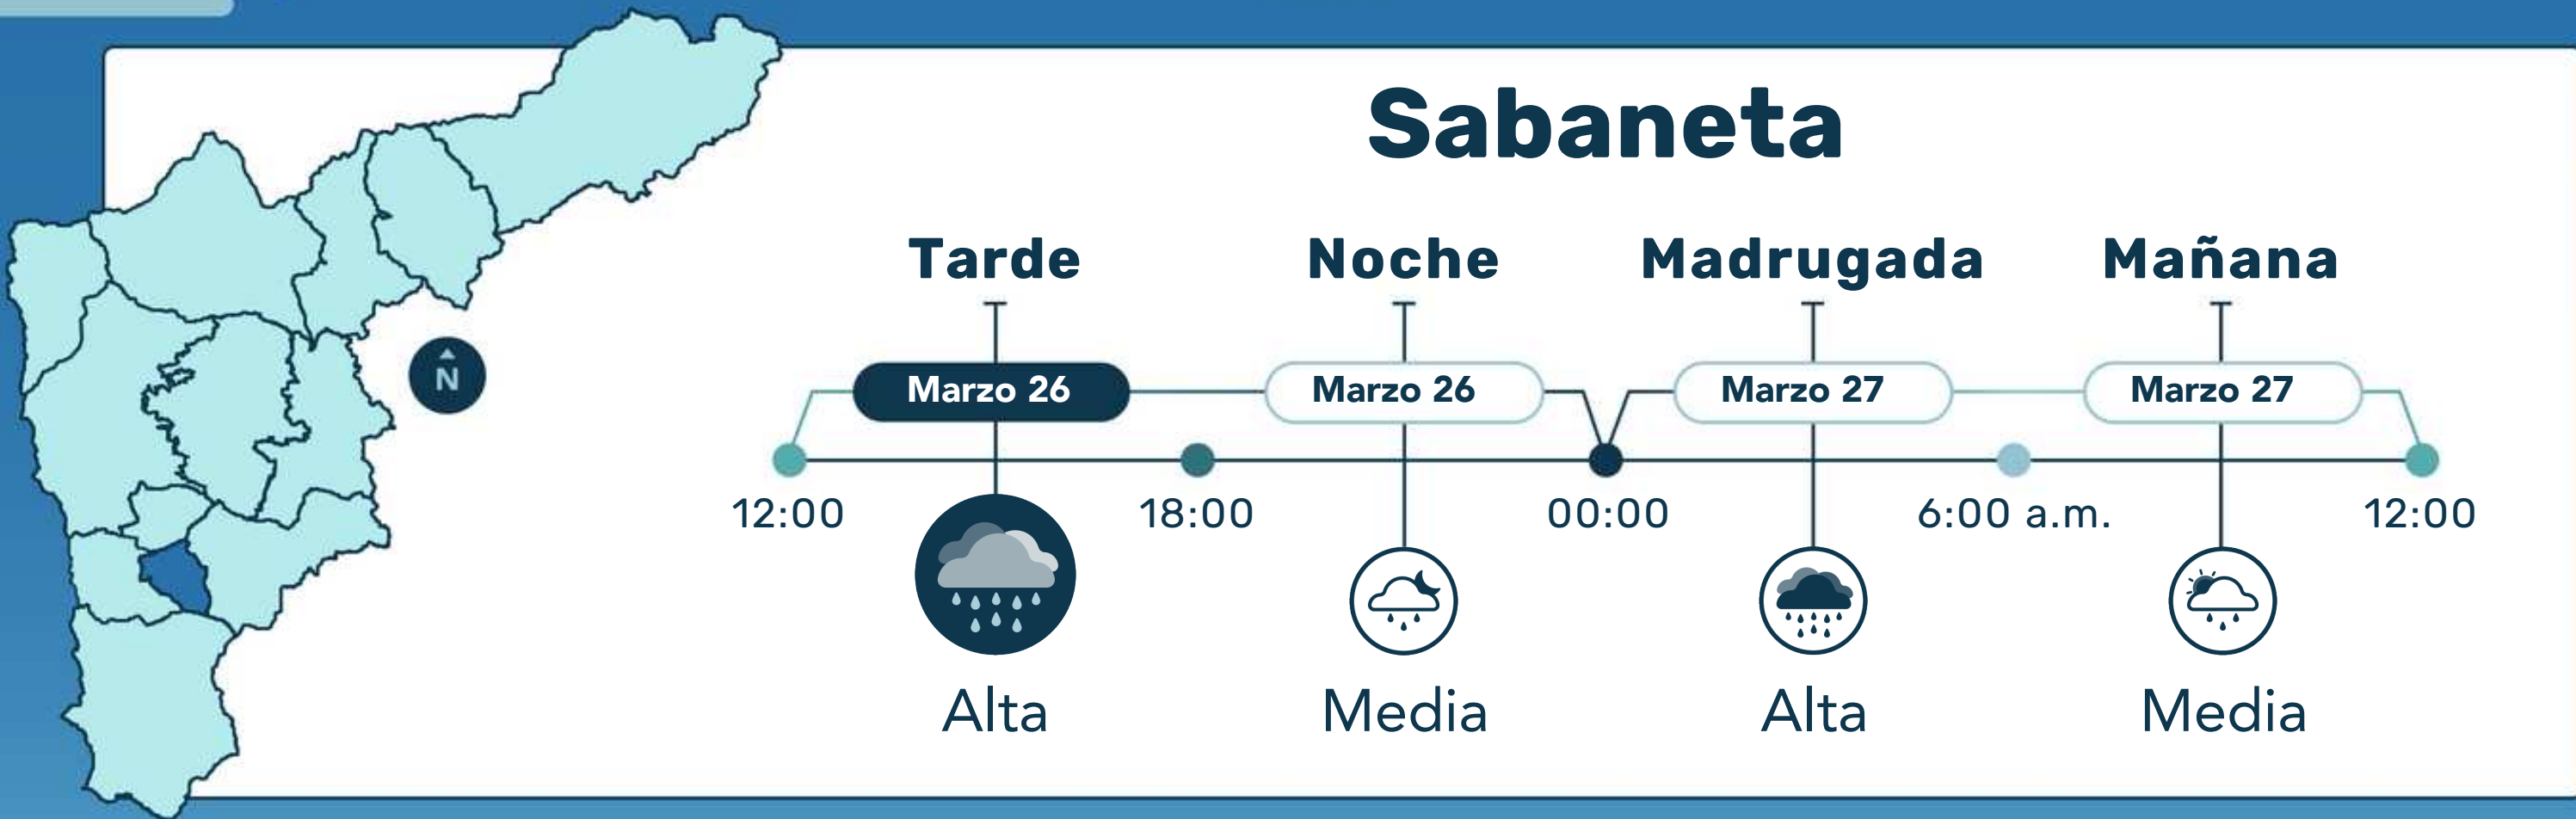 Sabaneta
Tarde Noche Madrugada Mañana
N
Marzo 26 Marzo 26 Marzo 27 Marzo 27
12:00 18:00 00:00 6:00 a.m. 12:00
Alta Media Alta Media